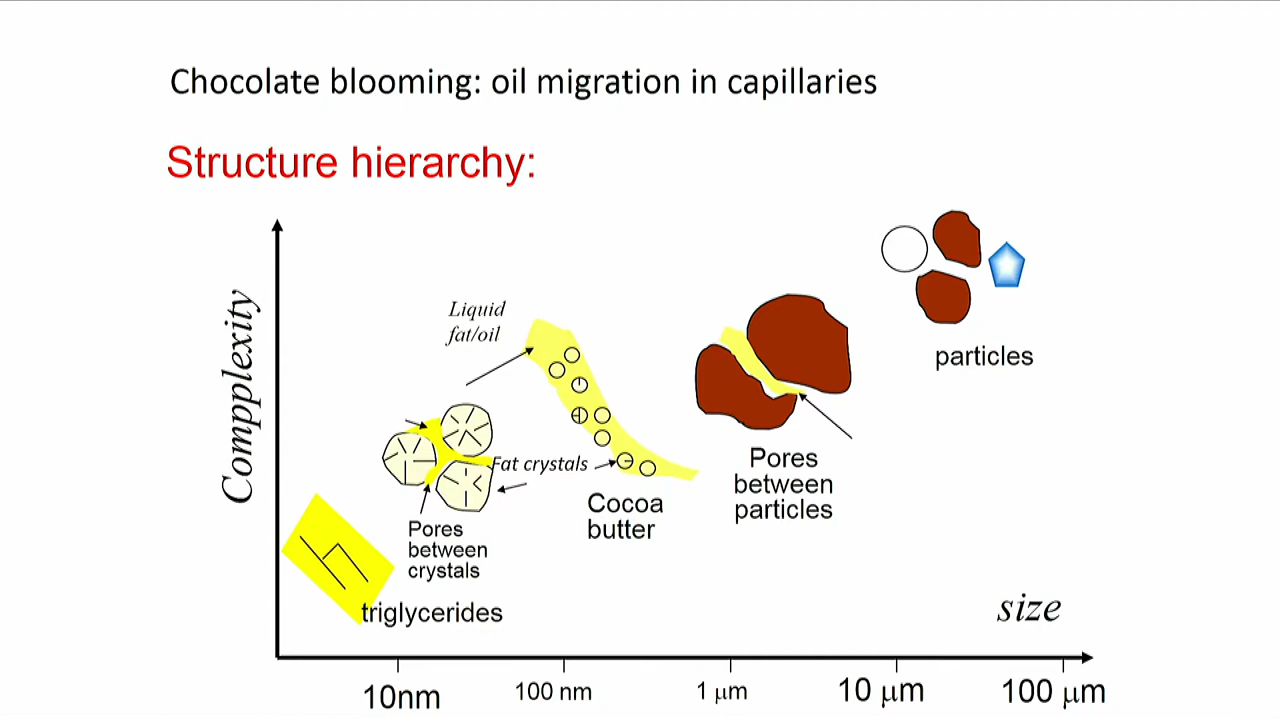 Chocolate blooming: oil migration in capillaries
Structure hierarchy:
Compplexity
Liquid
fat/oil
Fat crystals
Pores
between
crystals
triglycerides
Cocoa
butter
Pores
between
particles
particles
size
10nm
100 nm
1 μm
10 μm
100 μm